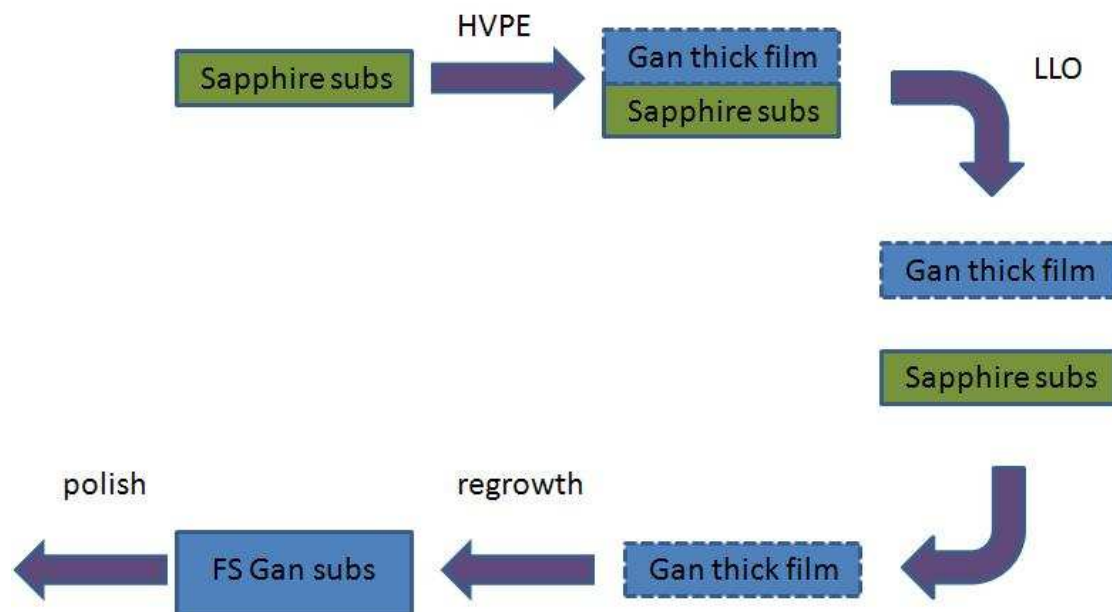 HVPE
Sapphire subs
Gan thick film
Sapphire subs
LLO
Gan thick film
Sapphire subs
polish
regrowth
FS Gan subs
Gan thick film